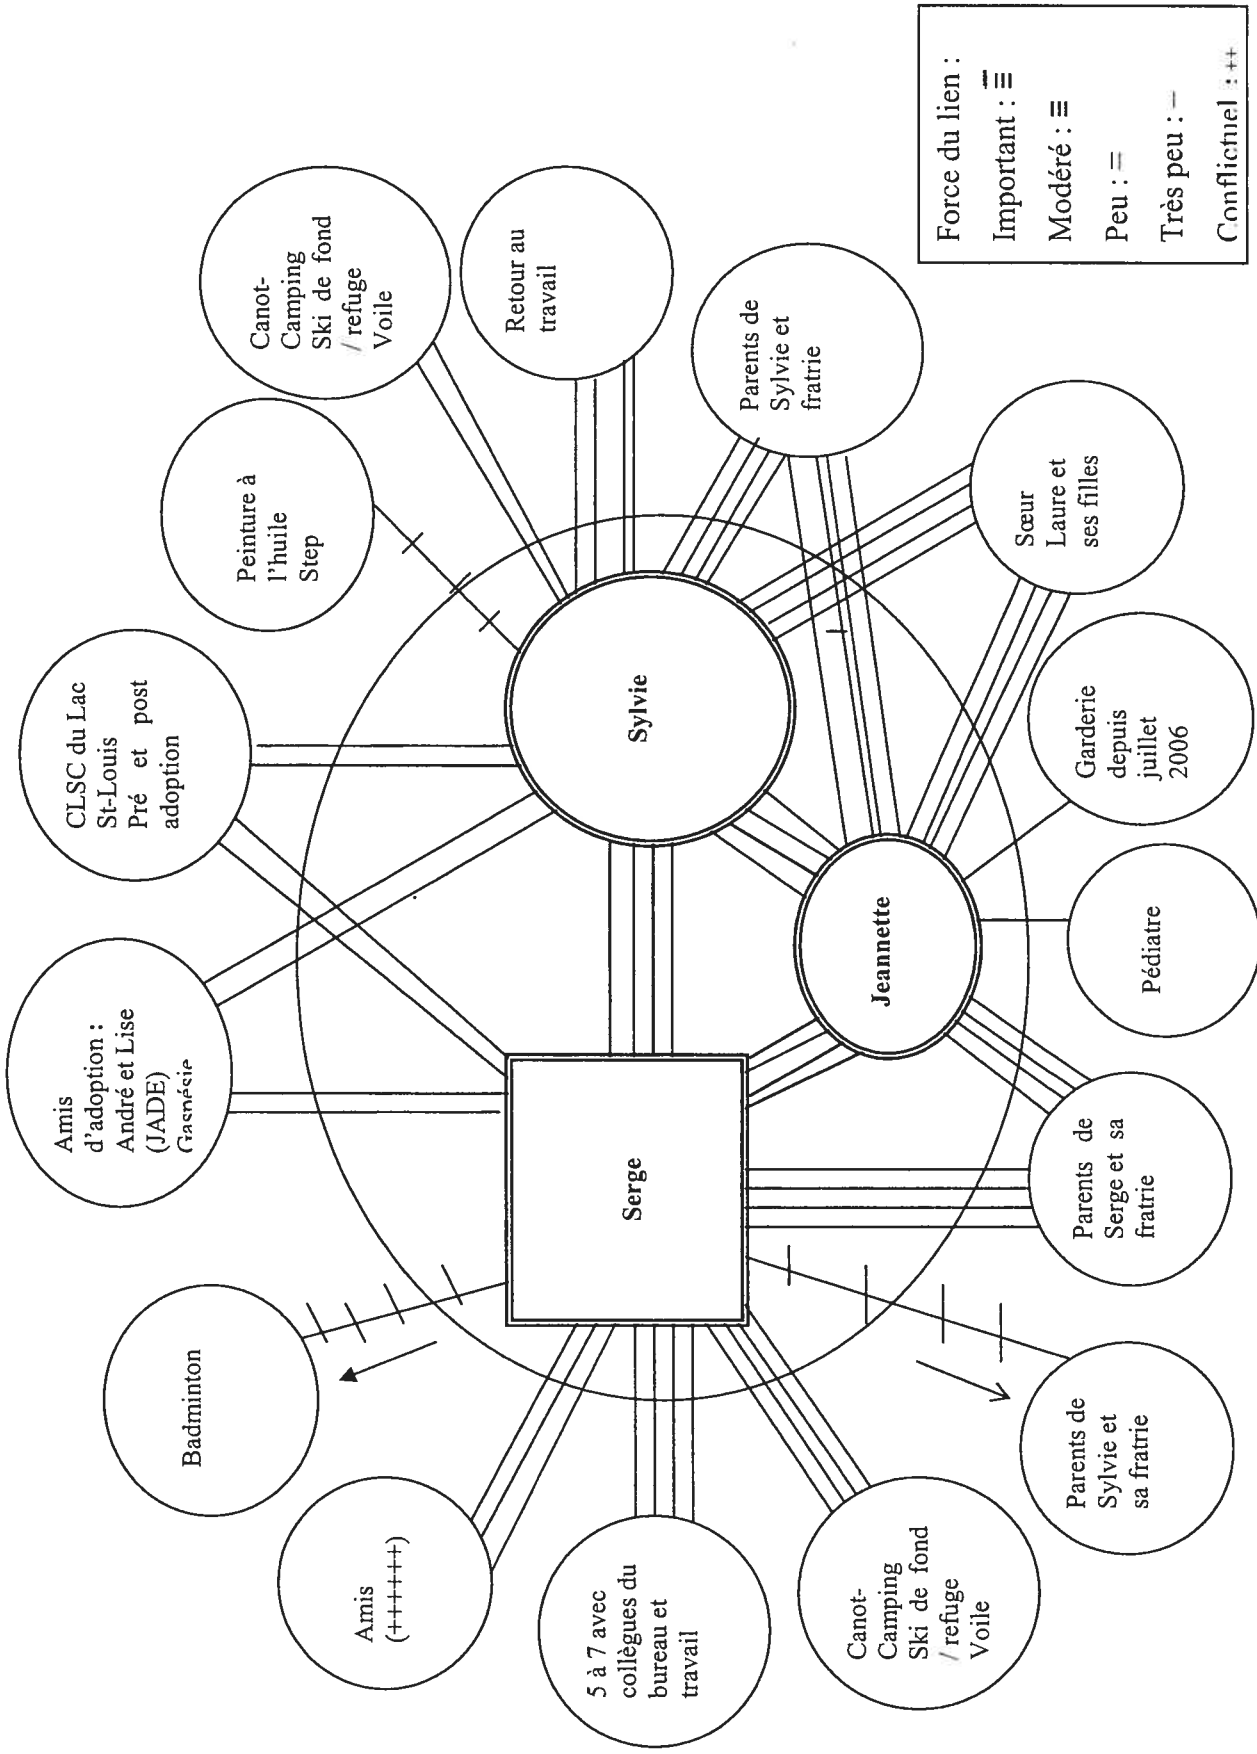 Amis
d'adoption :
André et Lise
(JADE)
Gaspésie
CLSC du Lac
St-Louis
Pré et post
adoption
Badminton
Peinture à
l'huile
Step
Canot-
Camping
Ski de fond
/ refuge
Voile
Amis
(++++++)
Retour au
travail
5 à 7 avec
collègues du
bureau et
travail
Serge
Sylvie
Parents de
Sylvie et
fratrie
Canot-
Camping
Ski de fond
/ refuge
Voile
Jeannette
Sœur
Laure et
ses filles
Parents de
Sylvie et
sa fratrie
Parents de
Serge et sa
fratrie
Pédiatre
Garderie
depuis
juillet
2006
Force du lien :
Important :
Modéré : ≡
Peu : =
Très peu : –
Conflictuel : ++